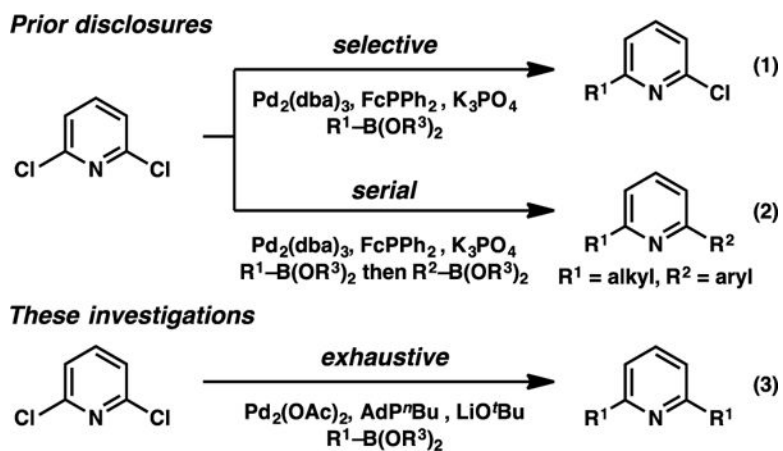 Prior disclosures
selective
Pd₂(dba)₃, FcPPh₂, K₃PO₄
R¹–B(OR³)₂
Cl N Cl
R¹ N Cl
(1)
serial
Pd₂(dba)₃, FcPPh₂, K₃PO₄
R¹–B(OR³)₂ then R²–B(OR³)₂
R¹ N R²
(2)
R¹ = alkyl, R² = aryl
These investigations
exhaustive
Pd₂(OAc)₂, AdPⁿBu, LiOᵗBu
R¹–B(OR³)₂
Cl N Cl
R¹ N R¹
(3)